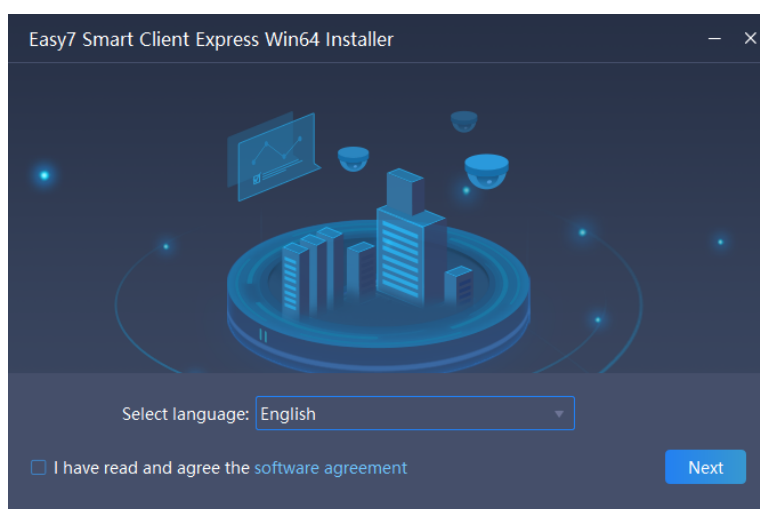 Easy7 Smart Client Express Win64 Installer
Select language: English
I have read and agree the software agreement
Next